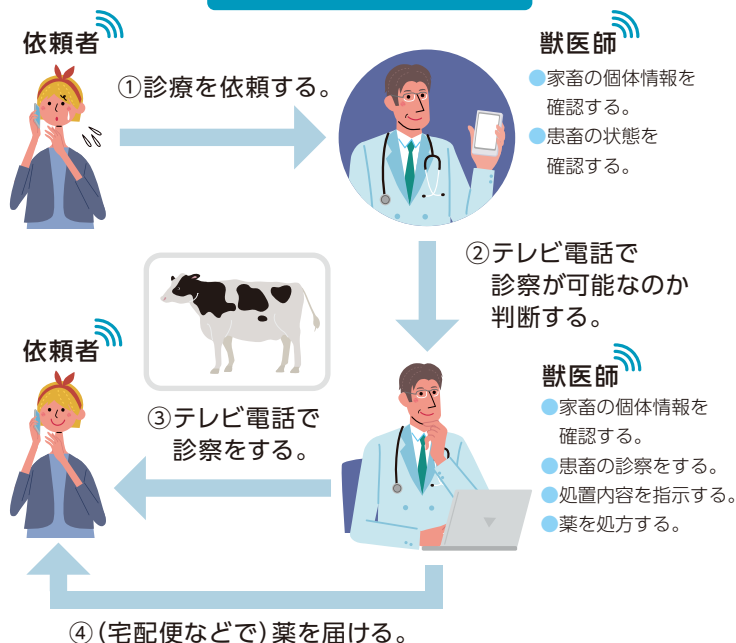 依頼者
①診療を依頼する。
獣医師
●家畜の個体情報を
確認する。
●患畜の状態を
確認する。
②テレビ電話で
診察が可能なのか
判断する。
依頼者
③テレビ電話で
診察をする。
獣医師
●家畜の個体情報を
確認する。
●患畜の診察をする。
●処置内容を指示する。
●薬を処方する。
④(宅配便などで)薬を届ける。